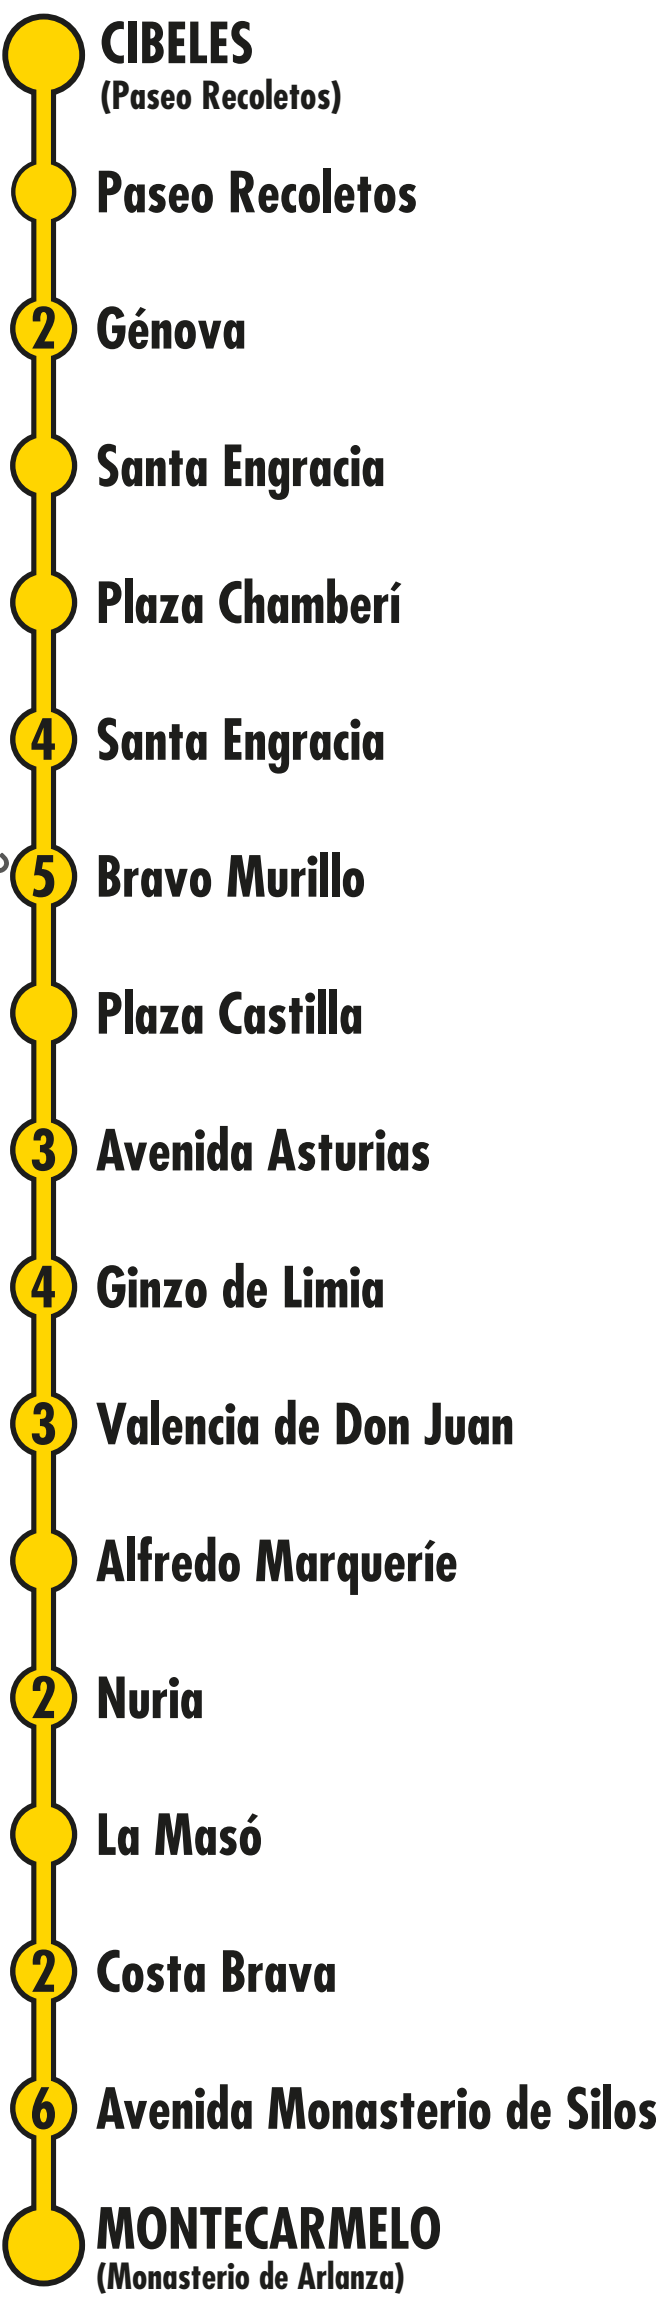 CIBELES
(Paseo Recoletos)
Paseo Recoletos
2 Génova
Santa Engracia
Plaza Chamberí
4 Santa Engracia
5 Bravo Murillo
Plaza Castilla
3 Avenida Asturias
4 Ginzo de Limia
3 Valencia de Don Juan
Alfredo Marqueríe
2 Nuria
La Masó
2 Costa Brava
6 Avenida Monasterio de Silos
MONTECARMELO
(Monasterio de Arlanza)